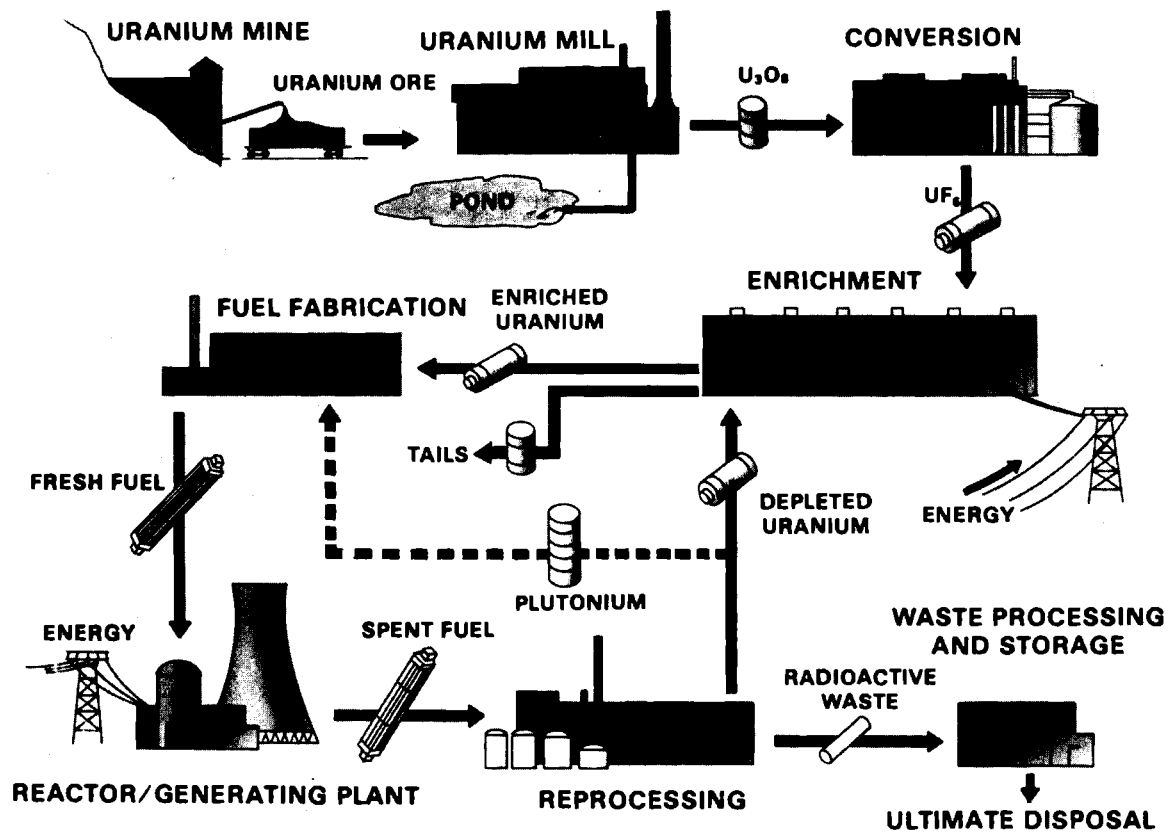 URANIUM MINE
URANIUM ORE
URANIUM MILL
U₃O₈
CONVERSION
POND
UF₆
ENRICHMENT
FUEL FABRICATION
ENRICHED
URANIUM
TAILS
FRESH FUEL
DEPLETED
URANIUM
ENERGY
PLUTONIUM
ENERGY
SPENT FUEL
WASTE PROCESSING
AND STORAGE
RADIOACTIVE
WASTE
REACTOR/GENERATING PLANT
REPROCESSING
ULTIMATE DISPOSAL